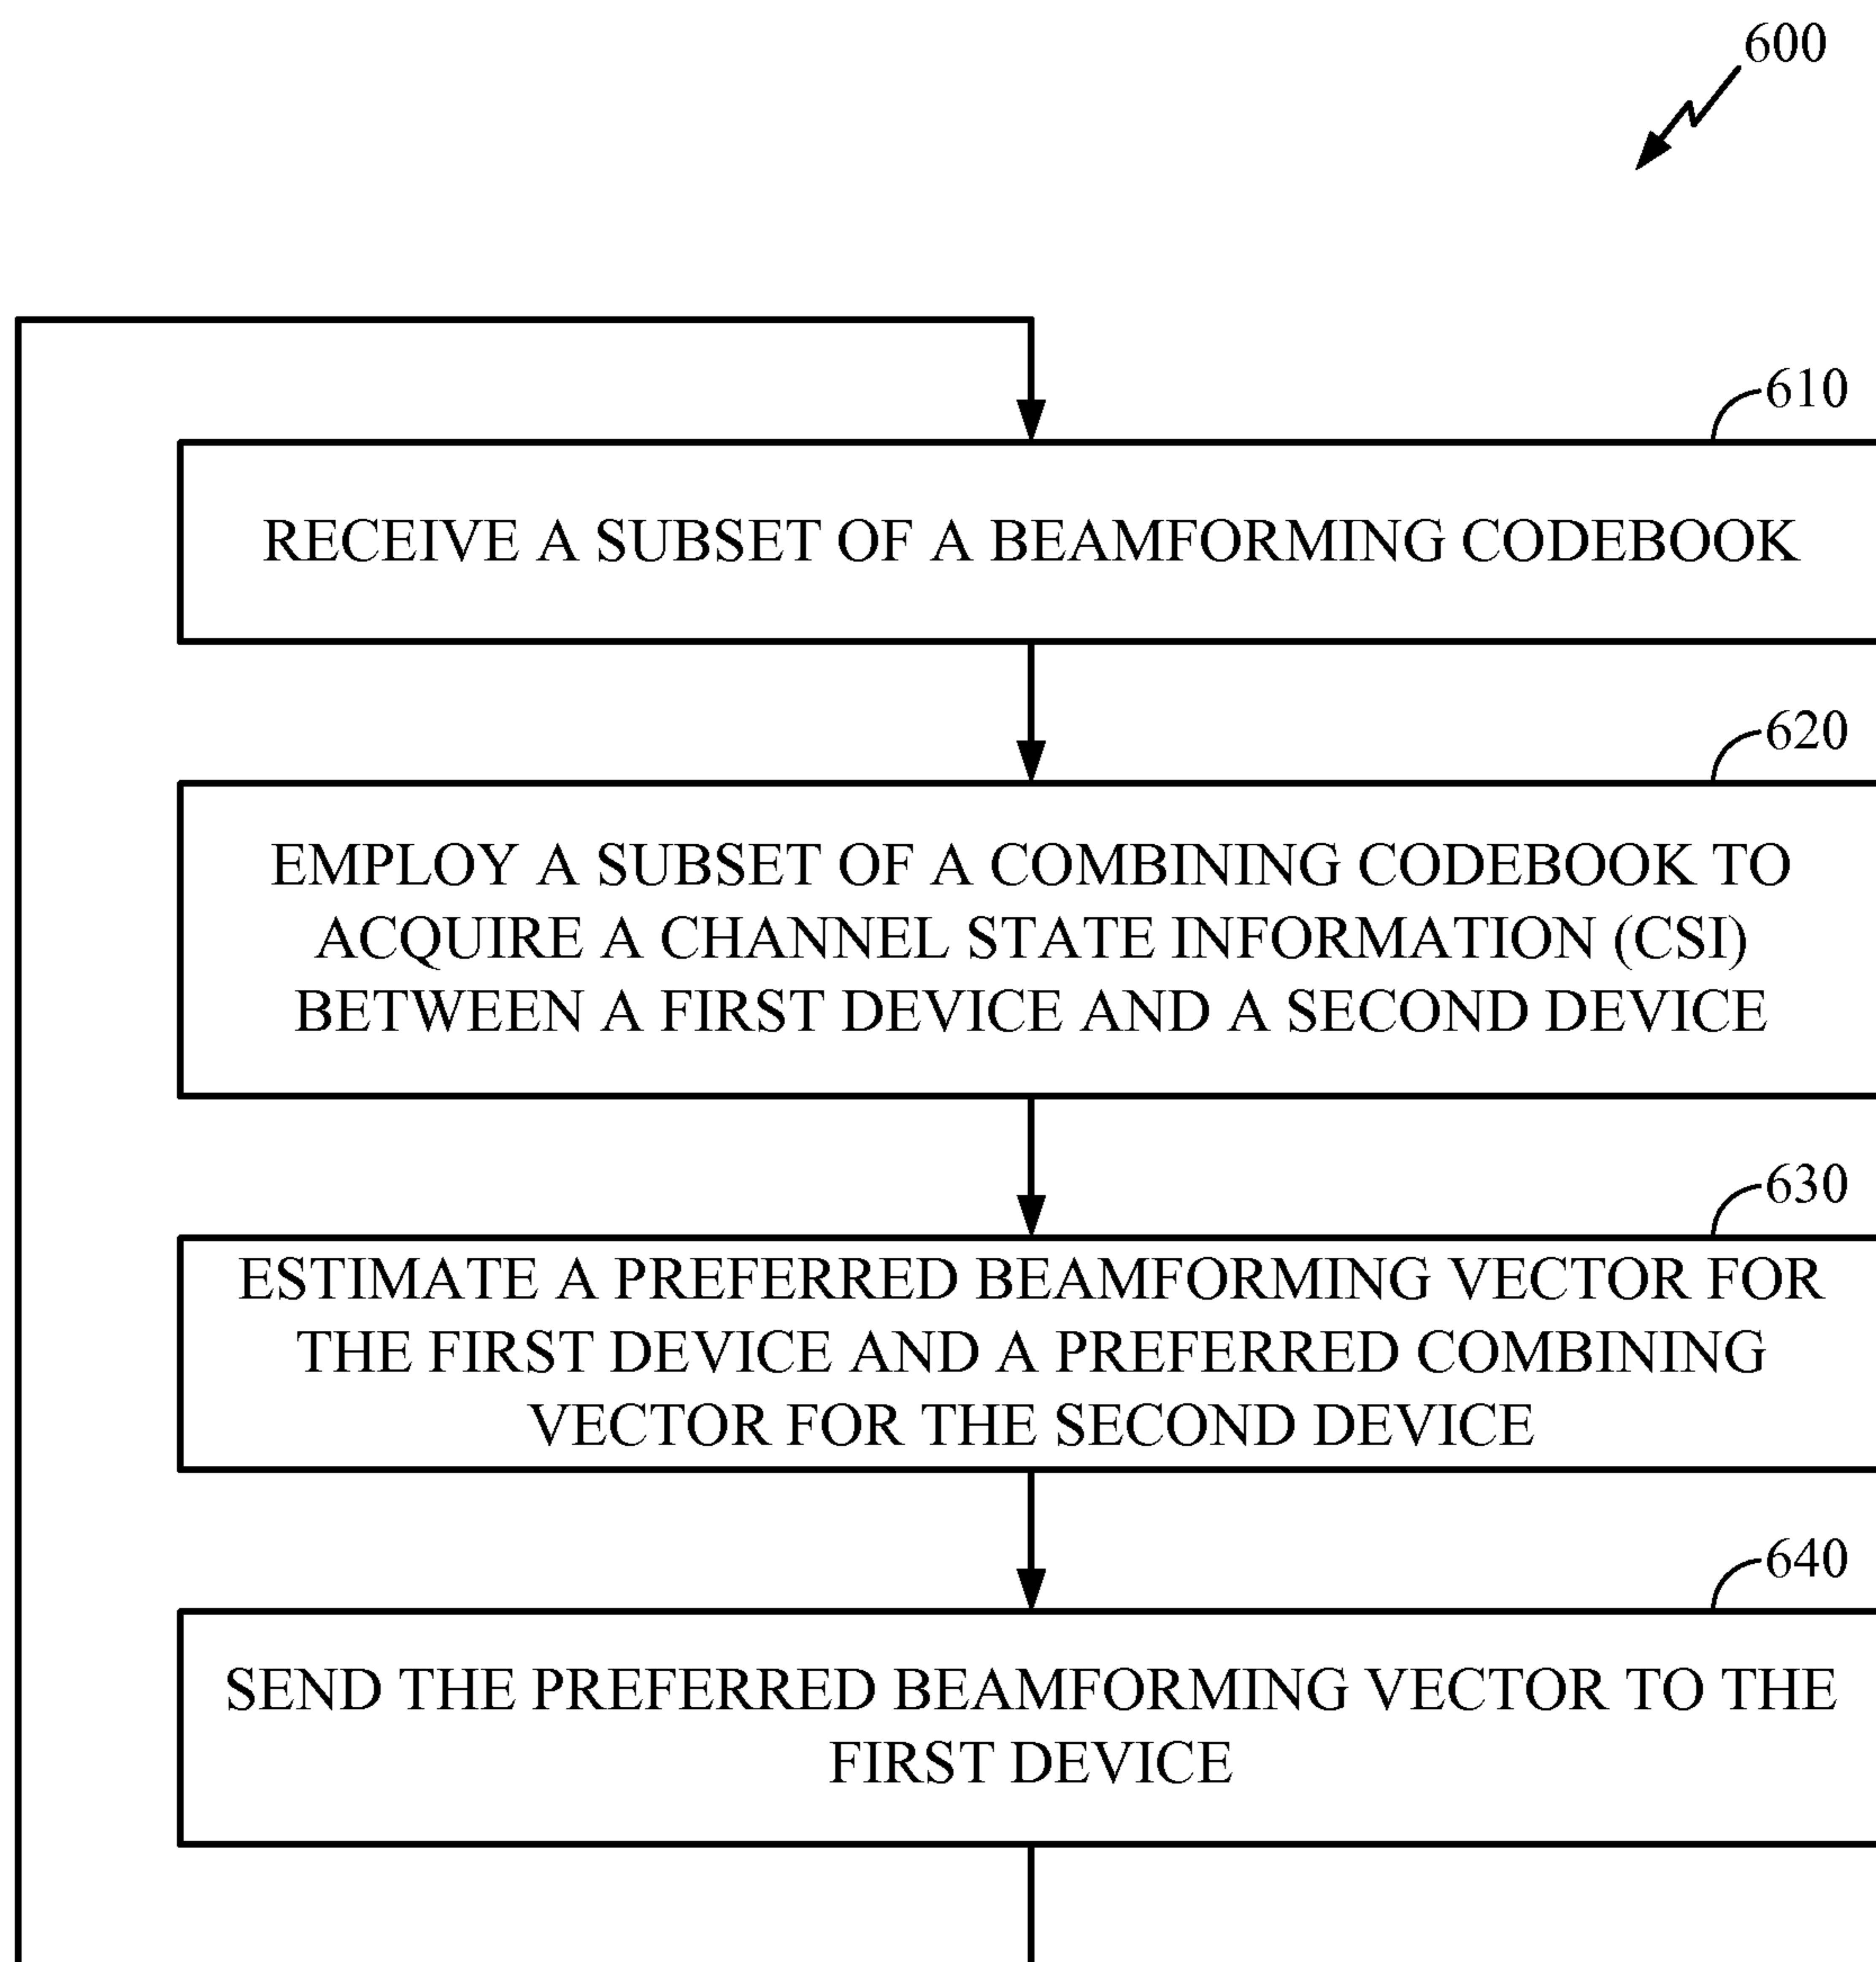 600
610
RECEIVE A SUBSET OF A BEAMFORMING CODEBOOK
620
EMPLOY A SUBSET OF A COMBINING CODEBOOK TO
ACQUIRE A CHANNEL STATE INFORMATION (CSI)
BETWEEN A FIRST DEVICE AND A SECOND DEVICE
630
ESTIMATE A PREFERRED BEAMFORMING VECTOR FOR
THE FIRST DEVICE AND A PREFERRED COMBINING
VECTOR FOR THE SECOND DEVICE
640
SEND THE PREFERRED BEAMFORMING VECTOR TO THE
FIRST DEVICE